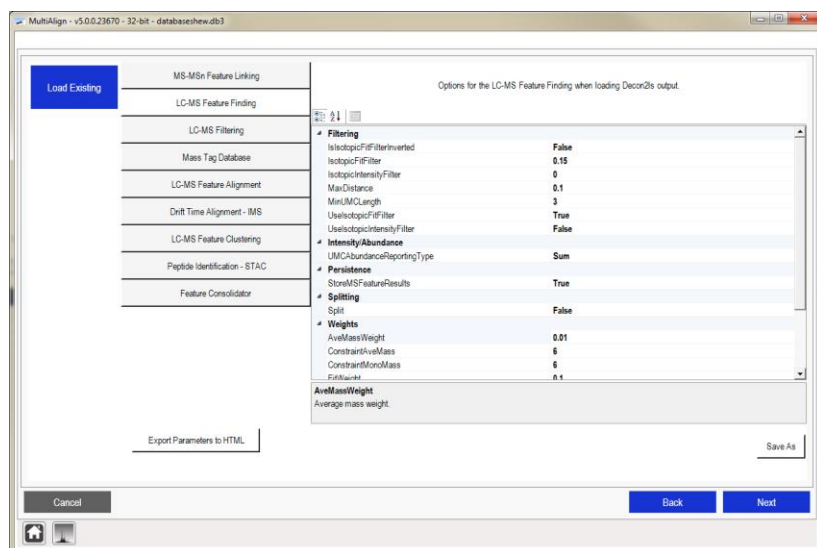 MultiAlign - v5.0.0.23670 - 32-bit - databaseshew.db3
Load Existing
MS-MSn Feature Linking
LC-MS Feature Finding
LC-MS Filtering
Mass Tag Database
LC-MS Feature Alignment
Drift Time Alignment - IMS
LC-MS Feature Clustering
Peptide Identification - STAC
Feature Consolidator
Export Parameters to HTML
Options for the LC-MS Feature Finding when loading Decon2ls output.
Filtering
IsIsotopicFitFilterInverted False
IsotopicFitFilter 0.15
IsotopicIntensityFilter 0
MaxDistance 0.1
MinUMCLength 3
UseIsotopicFitFilter True
UseIsotopicIntensityFilter False
Intensity/Abundance
UMCAbundanceReportingType Sum
Persistence
StoreMSFeatureResults True
Splitting
Split False
Weights
AveMassWeight 0.01
ConstraintAveMass 6
ConstraintMonoMass 6
FitWeight 0.1
AveMassWeight
Average mass weight.
Save As
Cancel
Back
Next